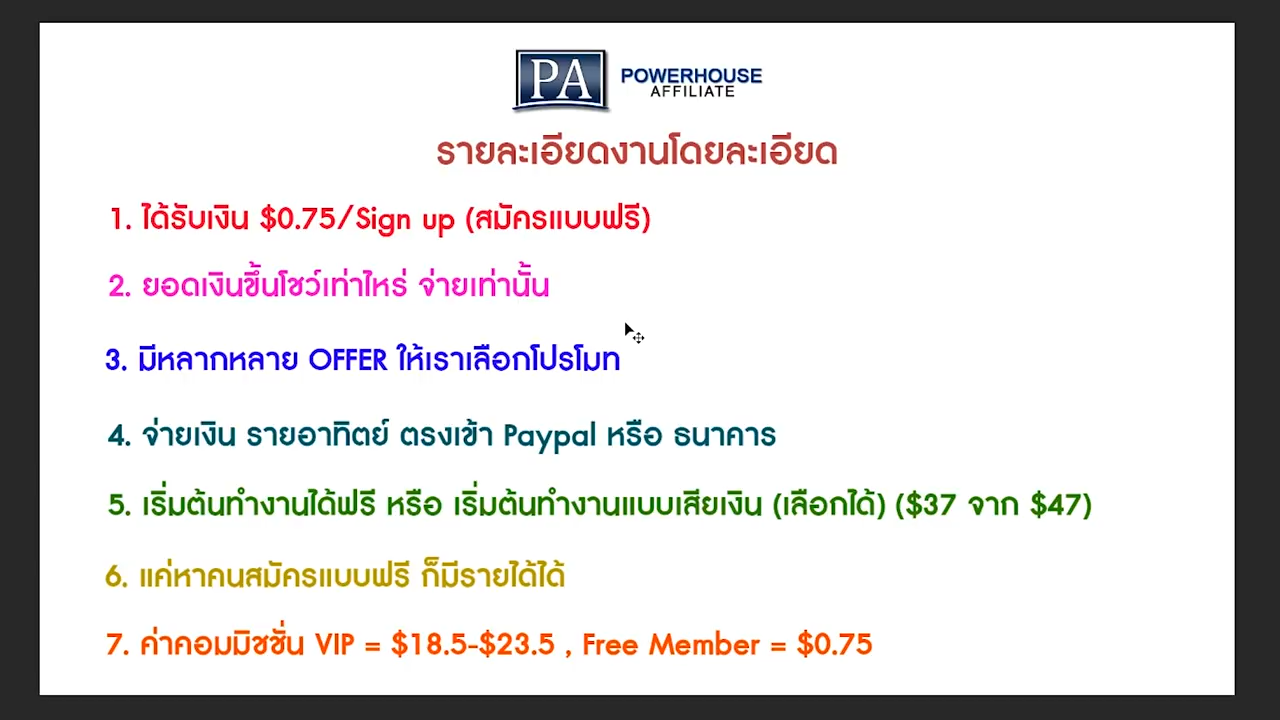 PA POWERHOUSE
AFFILIATE
รายละเอียดงานโดยละเอียด
1. ได้รับเงิน $0.75/Sign up (สมัครแบบฟรี)
2. ยอดเงินขึ้นโชว์เท่าไหร่ จ่ายเท่านั้น
3. มีหลากหลาย OFFER ให้เราเลือกโปรโมท
4. จ่ายเงิน รายอาทิตย์ ตรงเข้า Paypal หรือ ธนาคาร
5. เริ่มต้นทำงานได้ฟรี หรือ เริ่มต้นทำงานแบบเสียเงิน (เลือกได้) ($37 จาก $47)
6. แค่หาคนสมัครแบบฟรี ก็มีรายได้ได้
7. ค่าคอมมิชชั่น VIP = $18.5-$23.5 , Free Member = $0.75